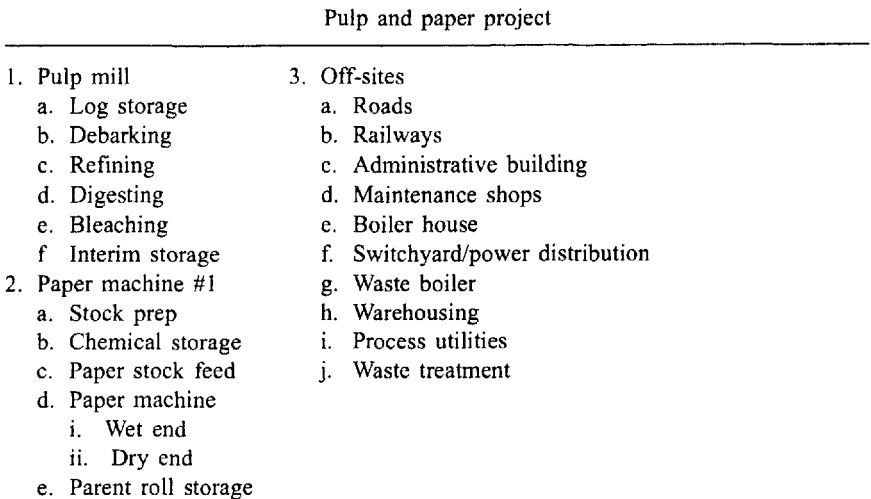 Pulp and paper project
1. Pulp mill
a. Log storage
b. Debarking
c. Refining
d. Digesting
e. Bleaching
f Interim storage
2. Paper machine #1
a. Stock prep
b. Chemical storage
c. Paper stock feed
d. Paper machine
i. Wet end
ii. Dry end
e. Parent roll storage
3. Off-sites
a. Roads
b. Railways
c. Administrative building
d. Maintenance shops
e. Boiler house
f. Switchyard/power distribution
g. Waste boiler
h. Warehousing
i. Process utilities
j. Waste treatment